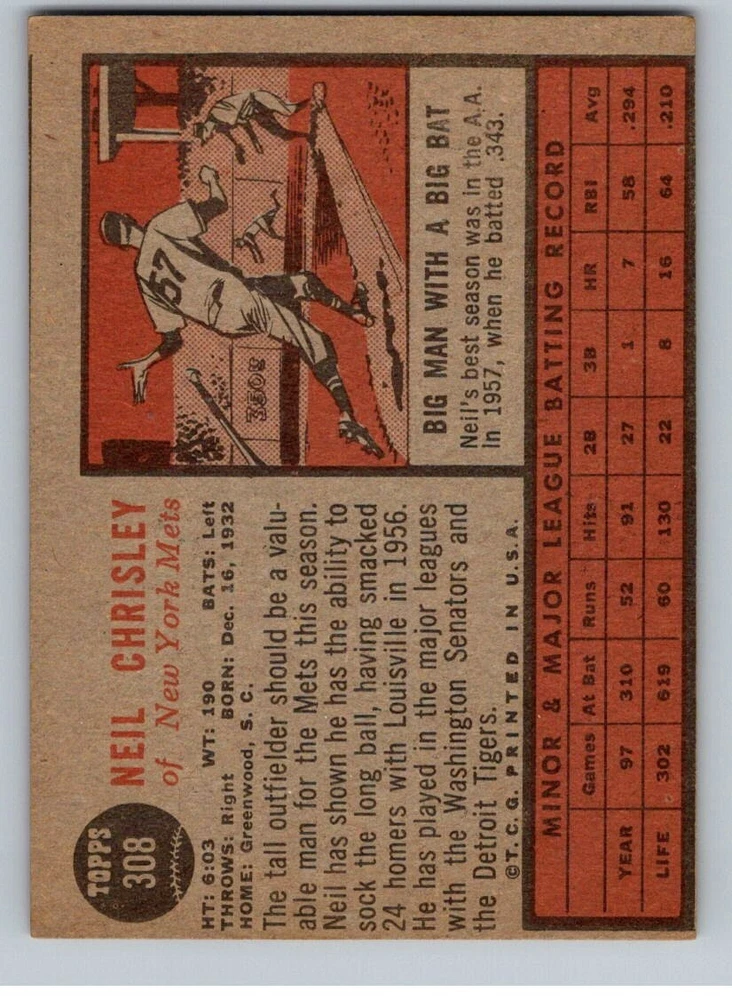 TOPPS
308
NEIL CHRISLEY
of New York Mets
HT: 6:03 WT: 190 BATS: Left
THROWS: Right BORN: Dec. 16, 1932
HOME: Greenwood, S. C.
The tall outfielder should be a valu-
able man for the Mets this season.
Neil has shown he has the ability to
sock the long ball, having smacked
24 homers with Louisville in 1956.
He has played in the major leagues
with the Washington Senators and
the Detroit Tigers.
©T.C.G. PRINTED IN U.S.A.
57
350
BIG MAN WITH A BIG BAT
Neil's best season was in the A.A.
in 1957, when he batted .343.
MINOR & MAJOR LEAGUE BATTING RECORD
Games At Bat Runs Hits 2B 3B HR RBI Avg
YEAR 97 310 52 91 27 1 7 58 .294
LIFE 302 619 60 130 22 8 16 64 .210